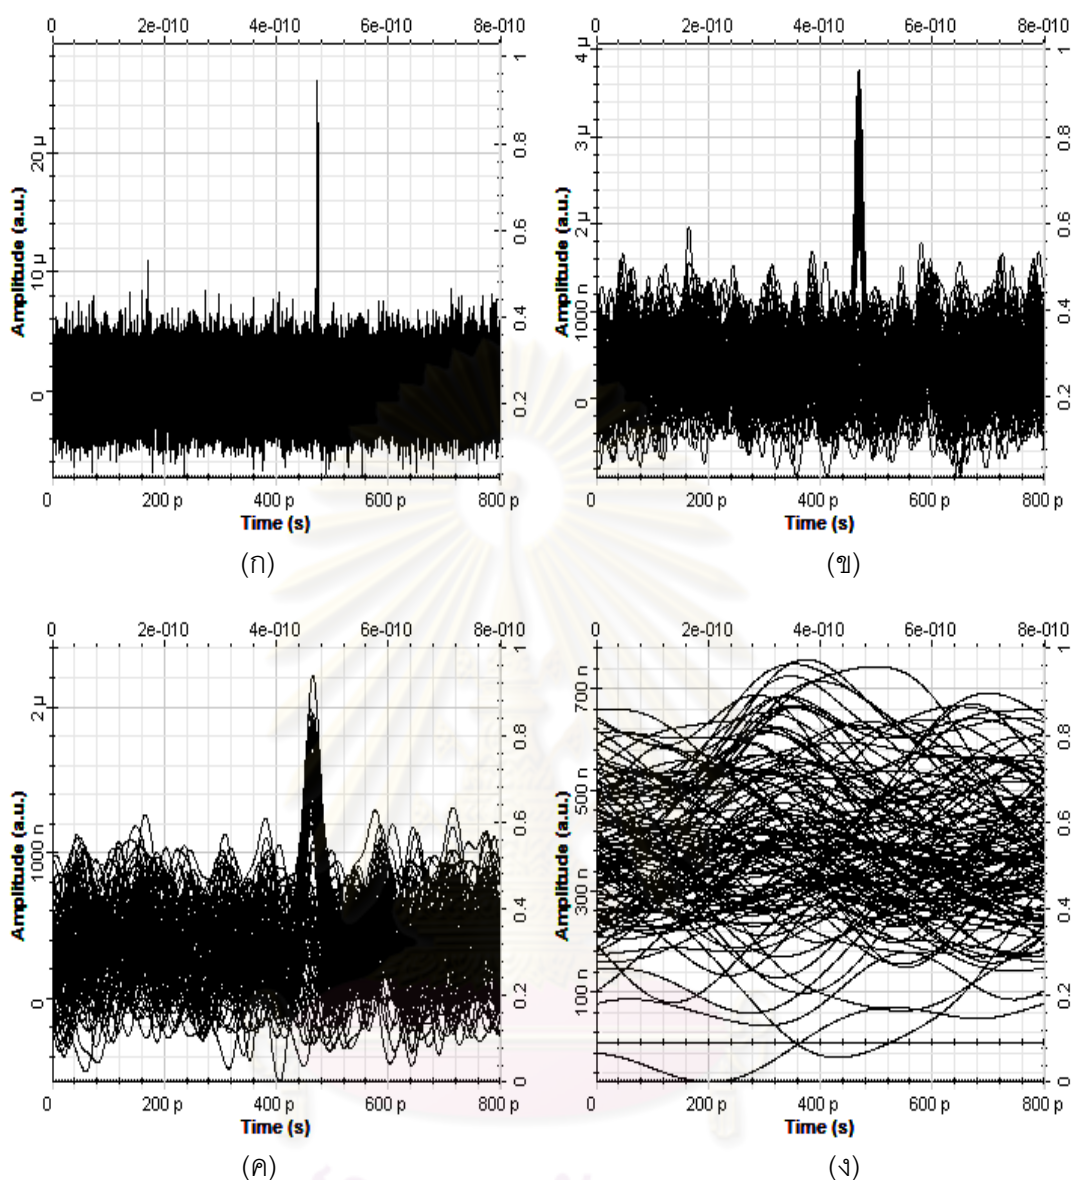 0 2e-010 4e-010 6e-010 8e-010
Amplitude (a.u.)
20 µ
10 µ
0
1
0.8
0.6
0.4
0.2
0 200 p 400 p 600 p 800 p
Time (s)
(ก)
0 2e-010 4e-010 6e-010 8e-010
Amplitude (a.u.)
4 µ
3 µ
2 µ
1000 n
0
1
0.8
0.6
0.4
0.2
0 200 p 400 p 600 p 800 p
Time (s)
(ข)
0 2e-010 4e-010 6e-010 8e-010
Amplitude (a.u.)
2 µ
1000 n
0
1
0.8
0.6
0.4
0.2
0
0 200 p 400 p 600 p 800 p
Time (s)
(ค)
0 2e-010 4e-010 6e-010 8e-010
Amplitude (a.u.)
700 n
500 n
300 n
100 n
1
0.8
0.6
0.4
0.2
0
0 200 p 400 p 600 p 800 p
Time (s)
(ง)